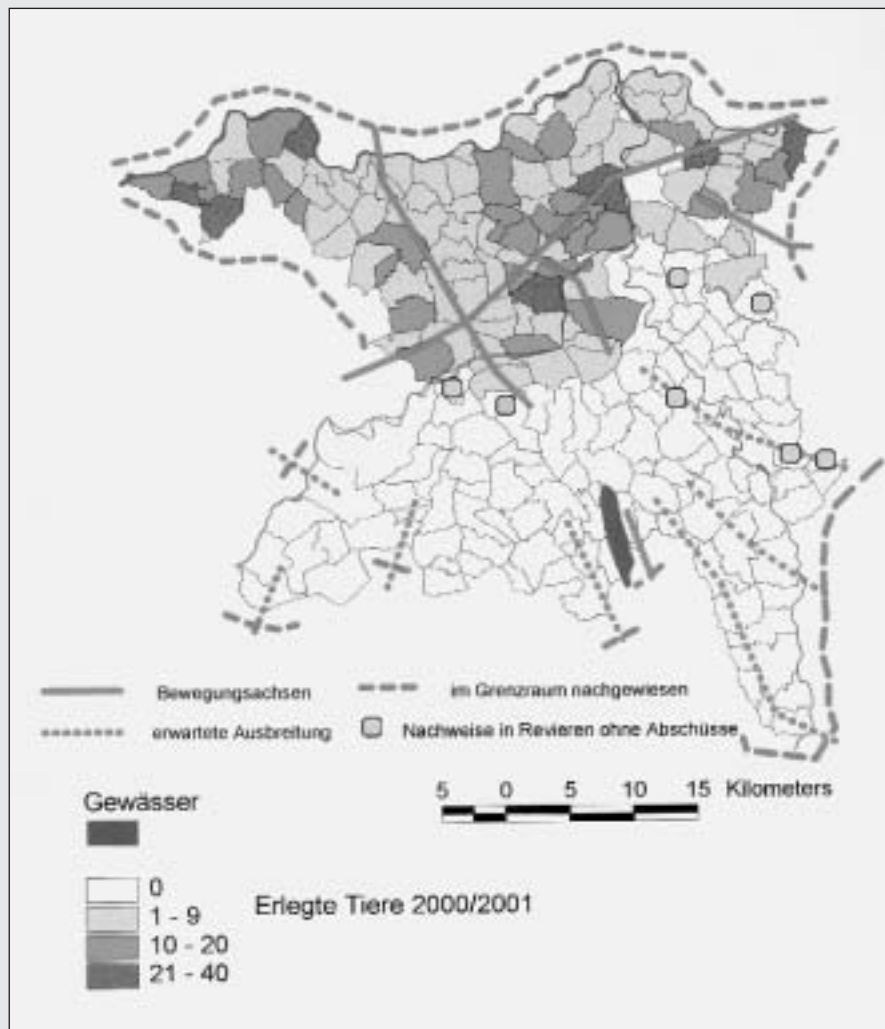 Bewegungsachsen
im Grenzraum nachgewiesen
erwartete Ausbreitung
Nachweise in Revieren ohne Abschüsse
Gewässer
5 0 5 10 15 Kilometers
0
1 - 9
10 - 20
21 - 40
Erlegte Tiere 2000/2001